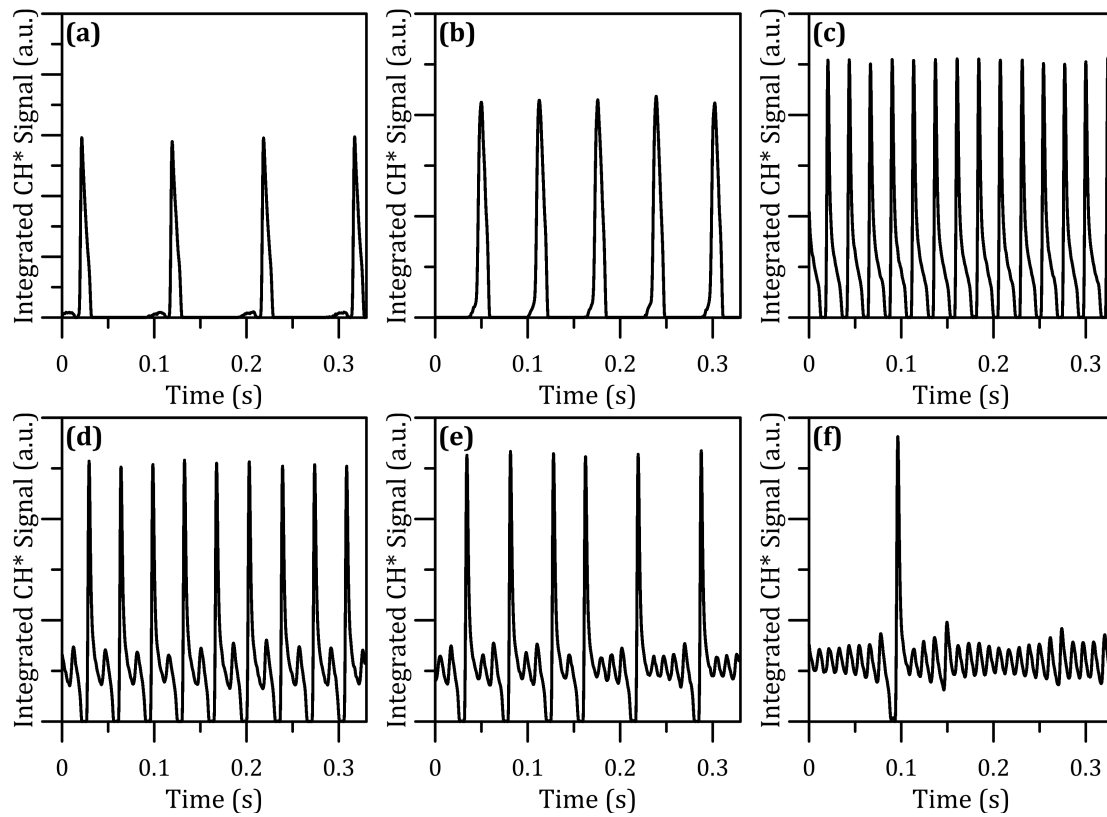 (a)
(b)
(c)
Integrated CH* Signal (a.u.)
Integrated CH* Signal (a.u.)
Integrated CH* Signal (a.u.)
0 0.1 0.2 0.3
0 0.1 0.2 0.3
0 0.1 0.2 0.3
Time (s)
Time (s)
Time (s)
(d)
(e)
(f)
Integrated CH* Signal (a.u.)
Integrated CH* Signal (a.u.)
Integrated CH* Signal (a.u.)
0 0.1 0.2 0.3
0 0.1 0.2 0.3
0 0.1 0.2 0.3
Time (s)
Time (s)
Time (s)